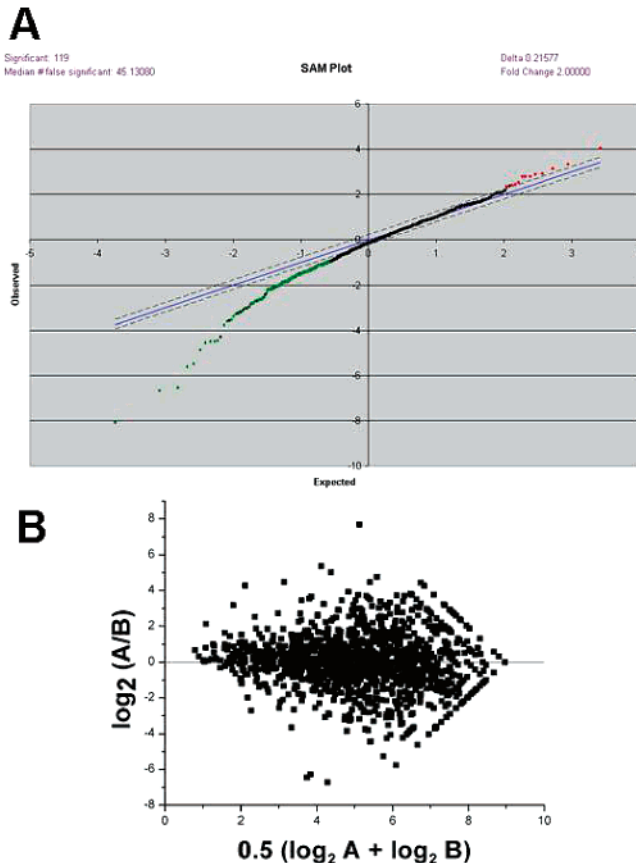 A
Significant: 119
Median # false significant: 45.13080
SAM Plot
Delta 0.21577
Fold Change 2.00000
6
4
2
0
-5 -4 -3 -2 -1 0 1 2 3
-2
-4
-6
-8
-10
Observed
Expected
B
8
6
4
2
0
-2
-4
-6
-8
log2 (A/B)
0 2 4 6 8 10
0.5 (log2 A + log2 B)